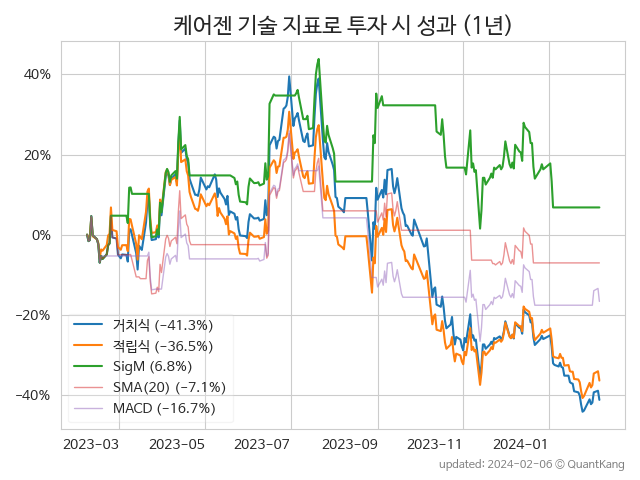 케어젠 기술 지표로 투자 시 성과 (1년)
40%
20%
0%
−20%
−40%
거치식 (−41.3%)
적립식 (−36.5%)
SigM (6.8%)
SMA(20) (−7.1%)
MACD (−16.7%)
2023-03 2023-05 2023-07 2023-09 2023-11 2024-01
updated: 2024-02-06 © QuantKang